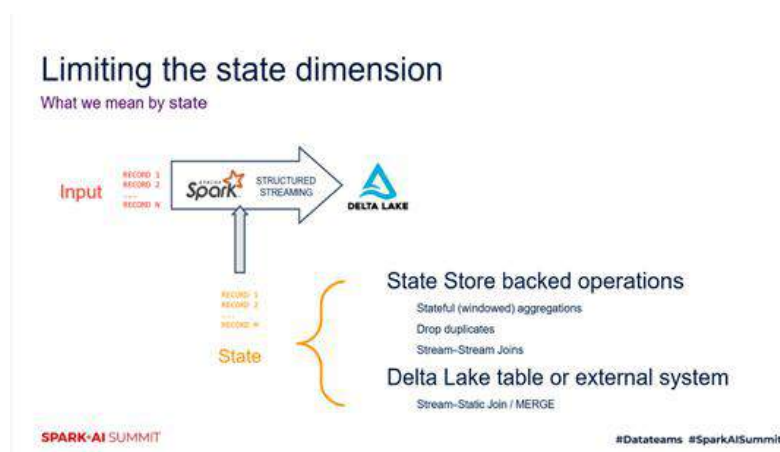 Limiting the state dimension
What we mean by state
Input
RECORD 1
RECORD 2
....
RECORD N
APACHE
Spark
STRUCTURED
STREAMING
DELTA LAKE
RECORD 1
RECORD 2
....
RECORD M
State
State Store backed operations
Stateful (windowed) aggregations
Drop duplicates
Stream–Stream Joins
Delta Lake table or external system
Stream–Static Join / MERGE
SPARK+AI SUMMIT
#Datateams #SparkAISummit